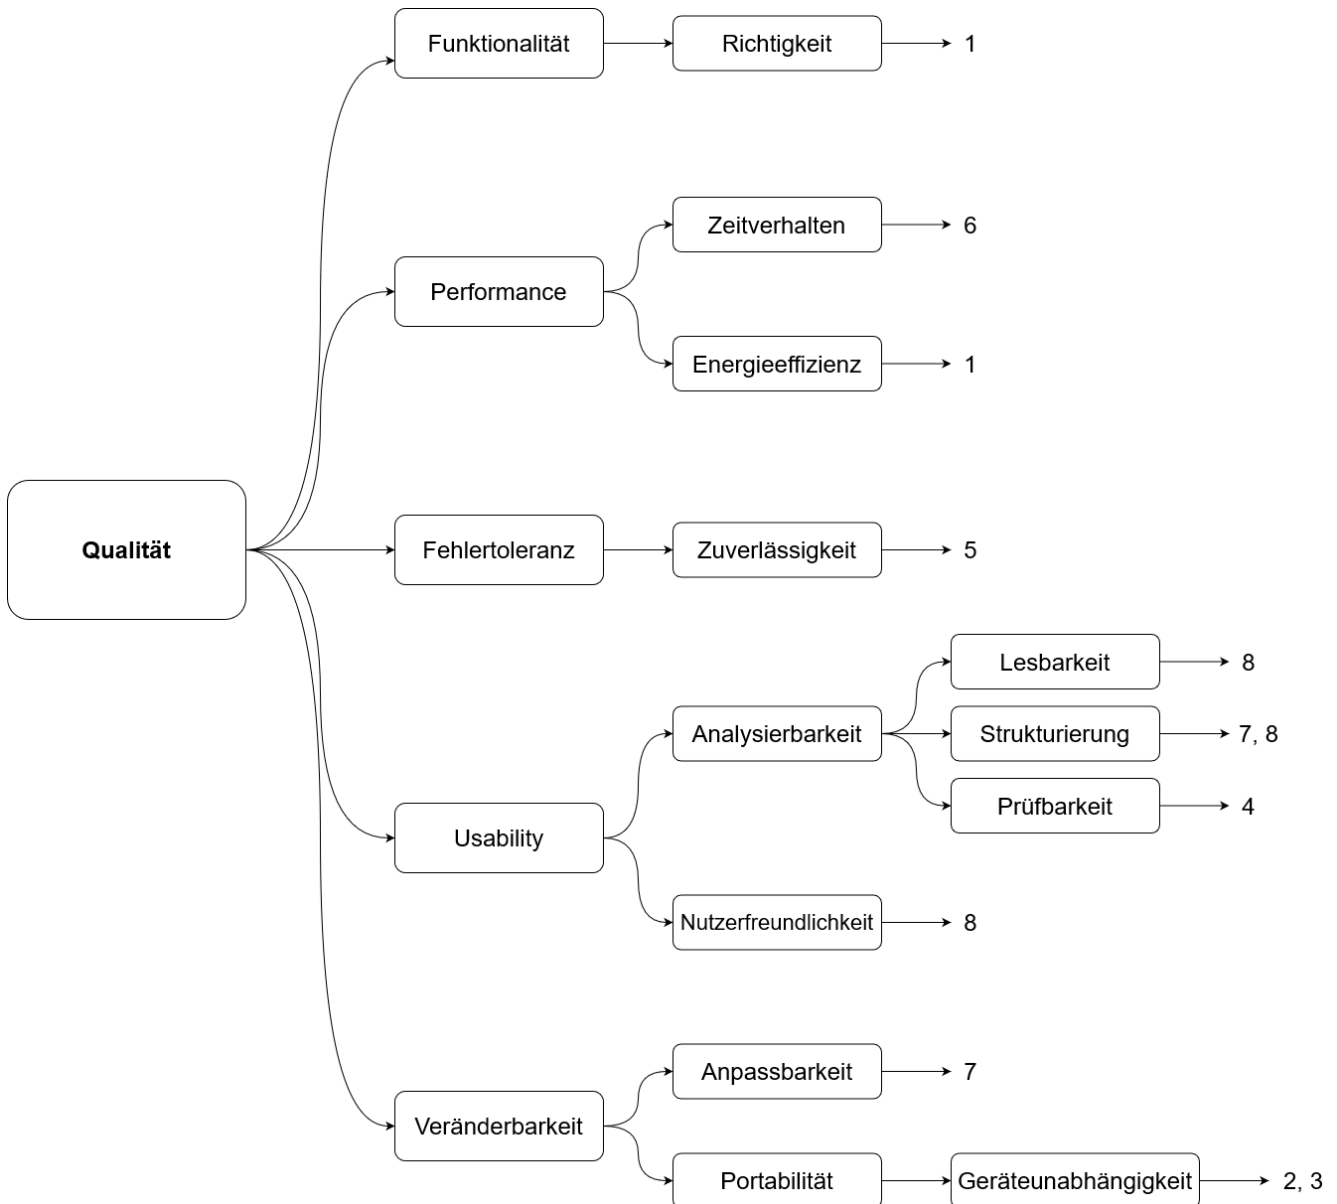 Funktionalität
Richtigkeit
1
Zeitverhalten
6
Performance
Energieeffizienz
1
Qualität
Fehlertoleranz
Zuverlässigkeit
5
Lesbarkeit
8
Analysierbarkeit
Strukturierung
7, 8
Prüfbarkeit
4
Usability
Nutzerfreundlichkeit
8
Anpassbarkeit
7
Veränderbarkeit
Portabilität
Geräteunabhängigkeit
2, 3